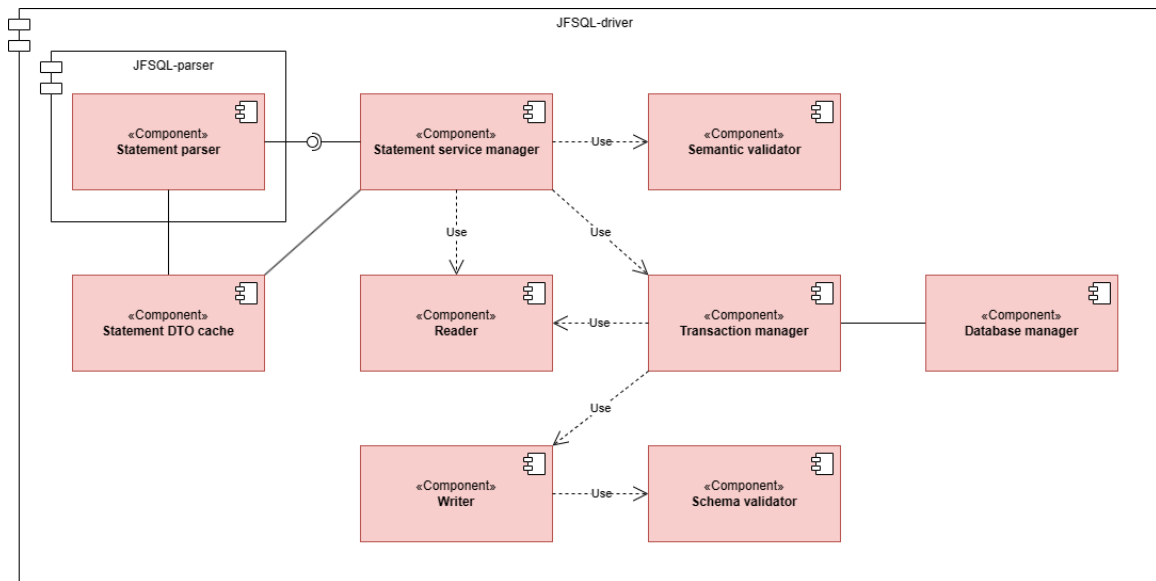 JFSQL-driver
JFSQL-parser
«Component»
Statement parser
«Component»
Statement service manager
Use
«Component»
Semantic validator
Use
Use
«Component»
Statement DTO cache
«Component»
Reader
Use
«Component»
Transaction manager
«Component»
Database manager
Use
«Component»
Writer
Use
«Component»
Schema validator